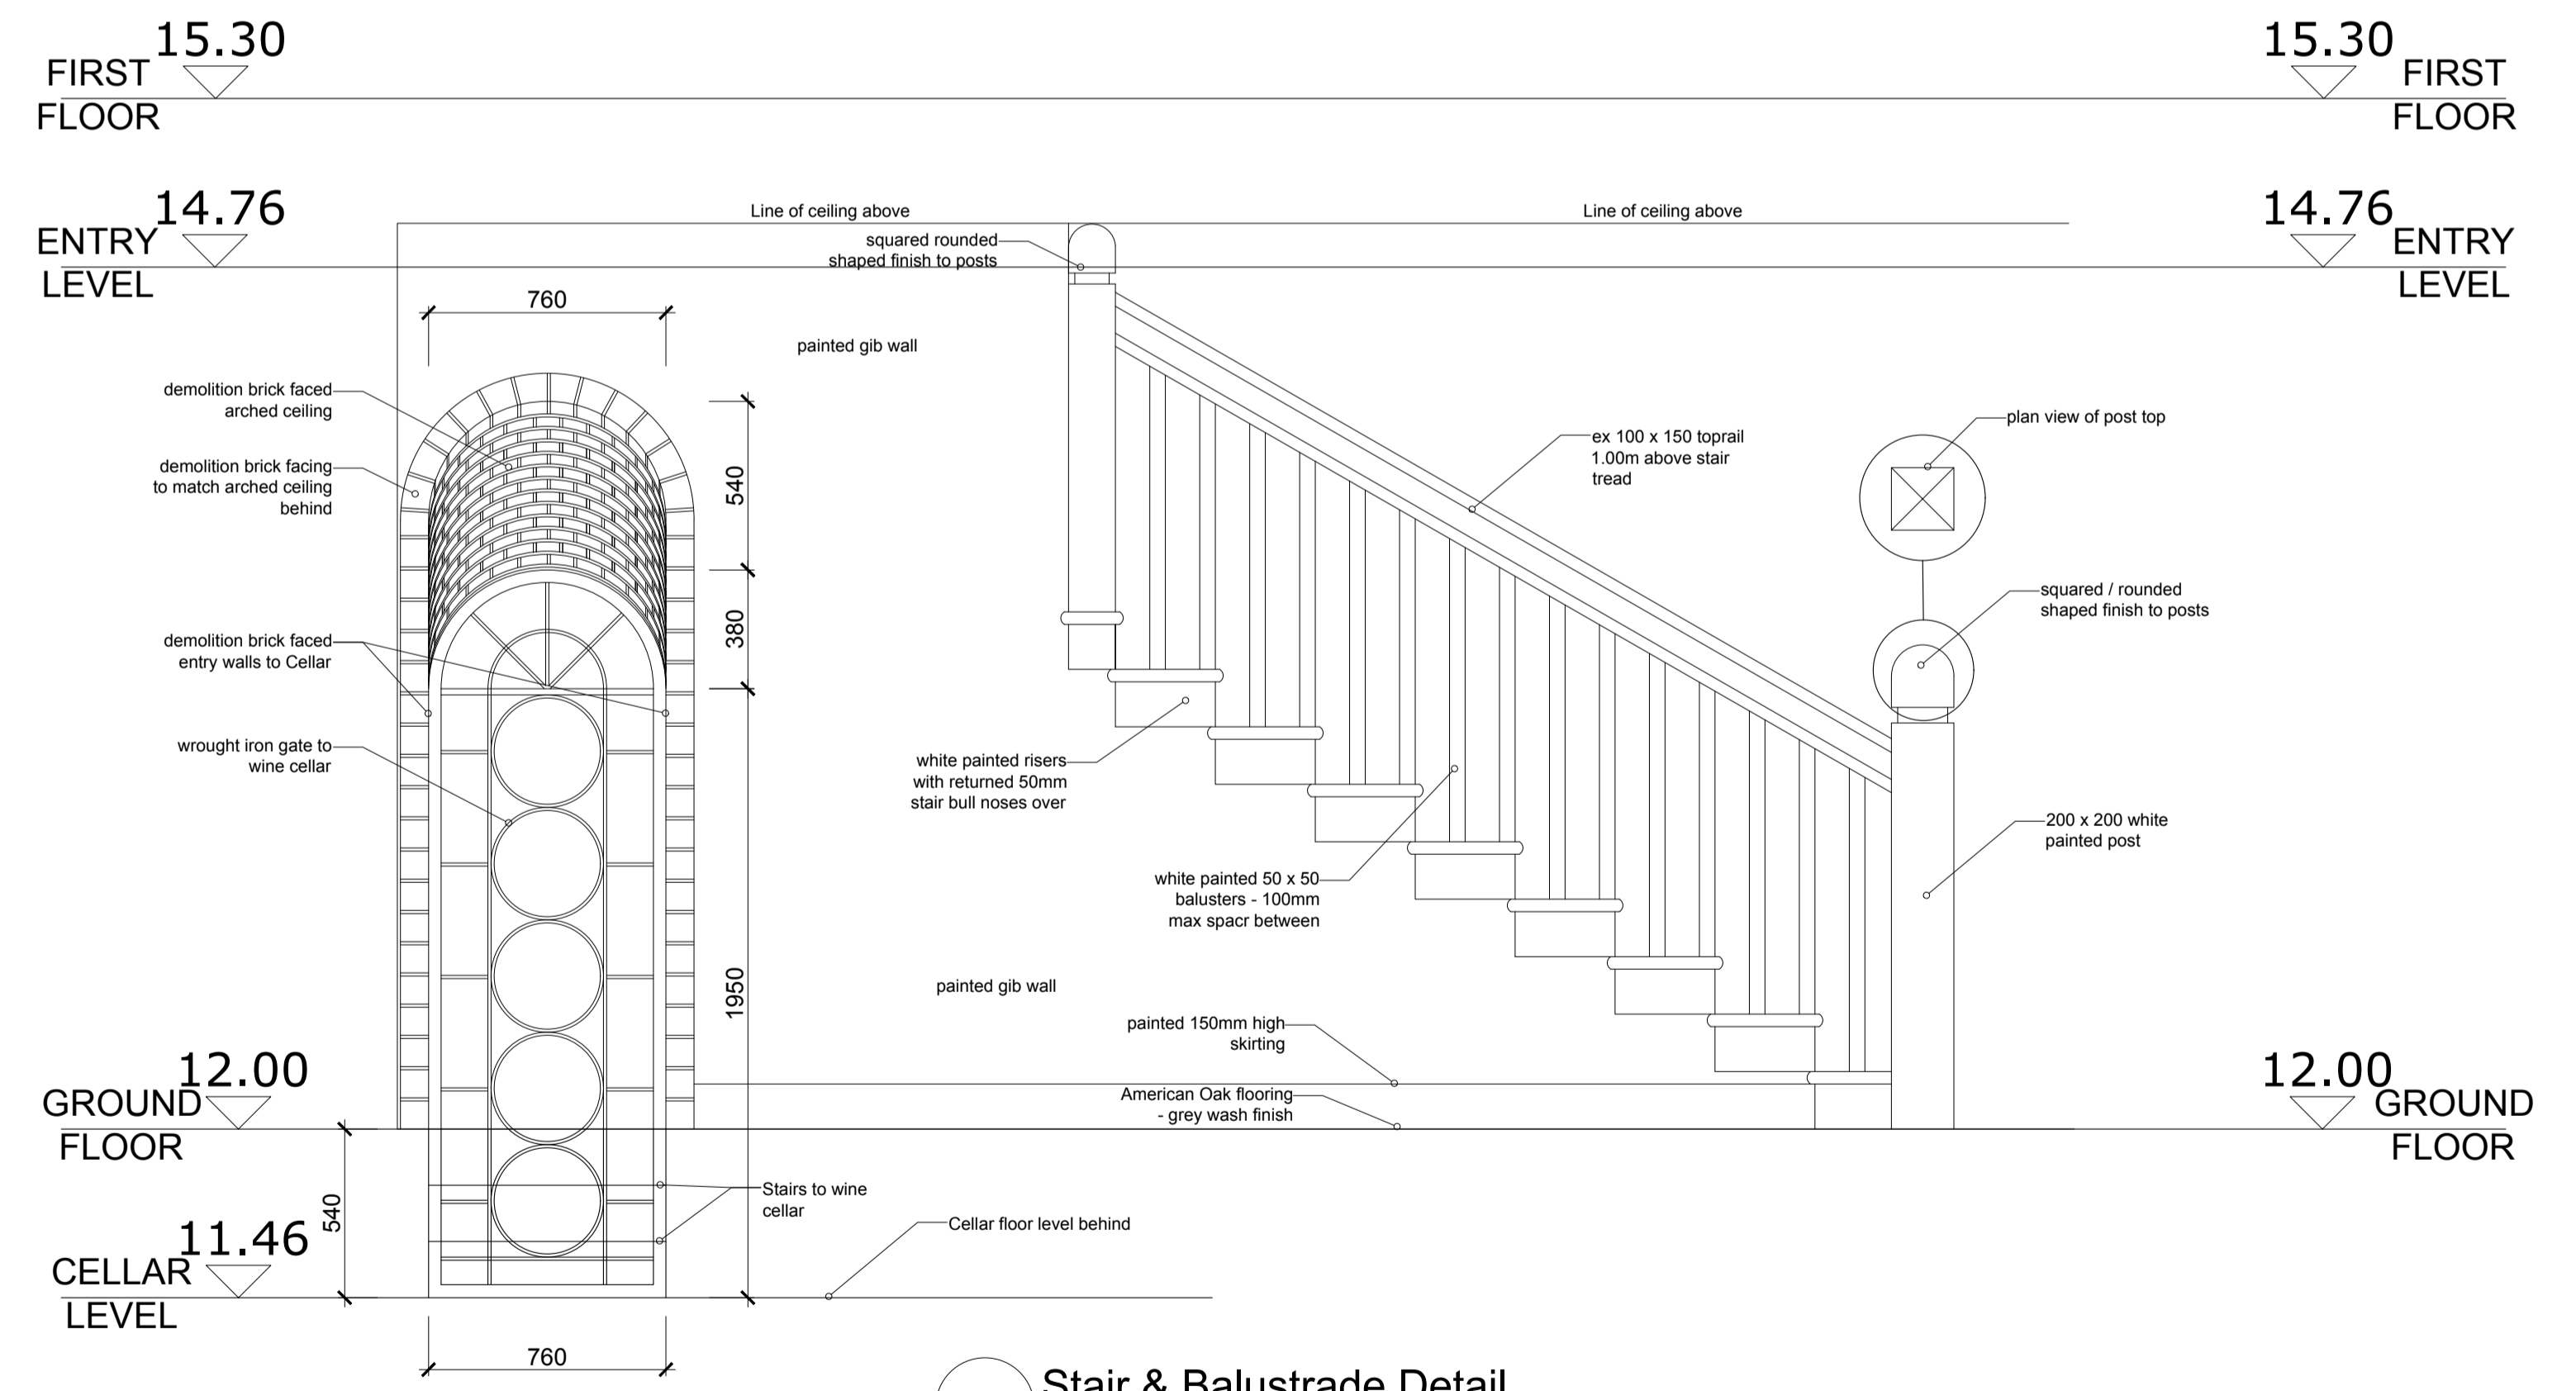 15.30
FIRST
FLOOR
15.30
FIRST
FLOOR
14.76
ENTRY
LEVEL
Line of ceiling above
Line of ceiling above
14.76
ENTRY
LEVEL
squared rounded
shaped finish to posts
760
painted gib wall
demolition brick faced
arched ceiling
demolition brick facing
to match arched ceiling
behind
540
380
demolition brick faced
entry walls to Cellar
wrought iron gate to
wine cellar
1950
ex 100 x 150 toprail
1.00m above stair
tread
plan view of post top
squared / rounded
shaped finish to posts
white painted risers
with returned 50mm
stair bull noses over
200 x 200 white
painted post
white painted 50 x 50
balusters - 100mm
max spacr between
painted gib wall
painted 150mm high
skirting
American Oak flooring
- grey wash finish
12.00
GROUND
FLOOR
12.00
GROUND
FLOOR
540
11.46
CELLAR
LEVEL
Stairs to wine
cellar
Cellar floor level behind
760
Stair & Balustrade Detail